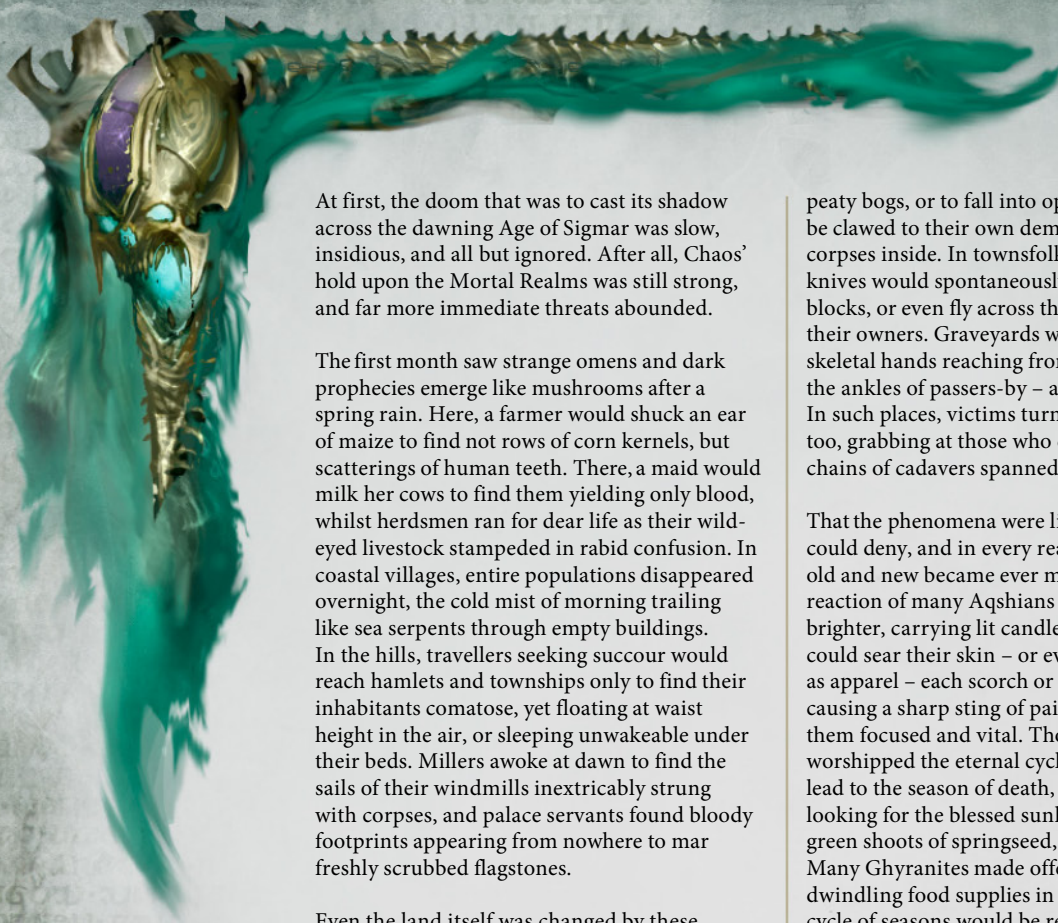 At first, the doom that was to cast its shadow
across the dawning Age of Sigmar was slow,
insidious, and all but ignored. After all, Chaos’
hold upon the Mortal Realms was still strong,
and far more immediate threats abounded.
The first month saw strange omens and dark
prophecies emerge like mushrooms after a
spring rain. Here, a farmer would shuck an ear
of maize to find not rows of corn kernels, but
scatterings of human teeth. There, a maid would
milk her cows to find them yielding only blood,
whilst herdsmen ran for dear life as their wild-
eyed livestock stampeded in rabid confusion. In
coastal villages, entire populations disappeared
overnight, the cold mist of morning trailing
like sea serpents through empty buildings.
In the hills, travellers seeking succour would
reach hamlets and townships only to find their
inhabitants comatose, yet floating at waist
height in the air, or sleeping unwakeable under
their beds. Millers awoke at dawn to find the
sails of their windmills inextricably strung
with corpses, and palace servants found bloody
footprints appearing from nowhere to mar
freshly scrubbed flagstones.
Even the land itself was changed by these
peaty bogs, or to fall into
be clawed to their own
corpses inside. In
knives would
blocks, or even fly across
their owners. Graveyards
skeletal hands reaching
the ankles of passers-by –
In such places, victims
too, grabbing at those who
chains of cadavers spanned
That the phenomena were
could deny, and in every
old and new became ever
reaction of many Aqshians
brighter, carrying lit
could sear their skin – or
as apparel – each scorch or
causing a sharp sting of
them focused and vital.
worshipped the eternal
lead to the season of death,
looking for the blessed
green shoots of springseed,
Many Ghyranites made
dwindling food supplies in
cycle of seasons would be